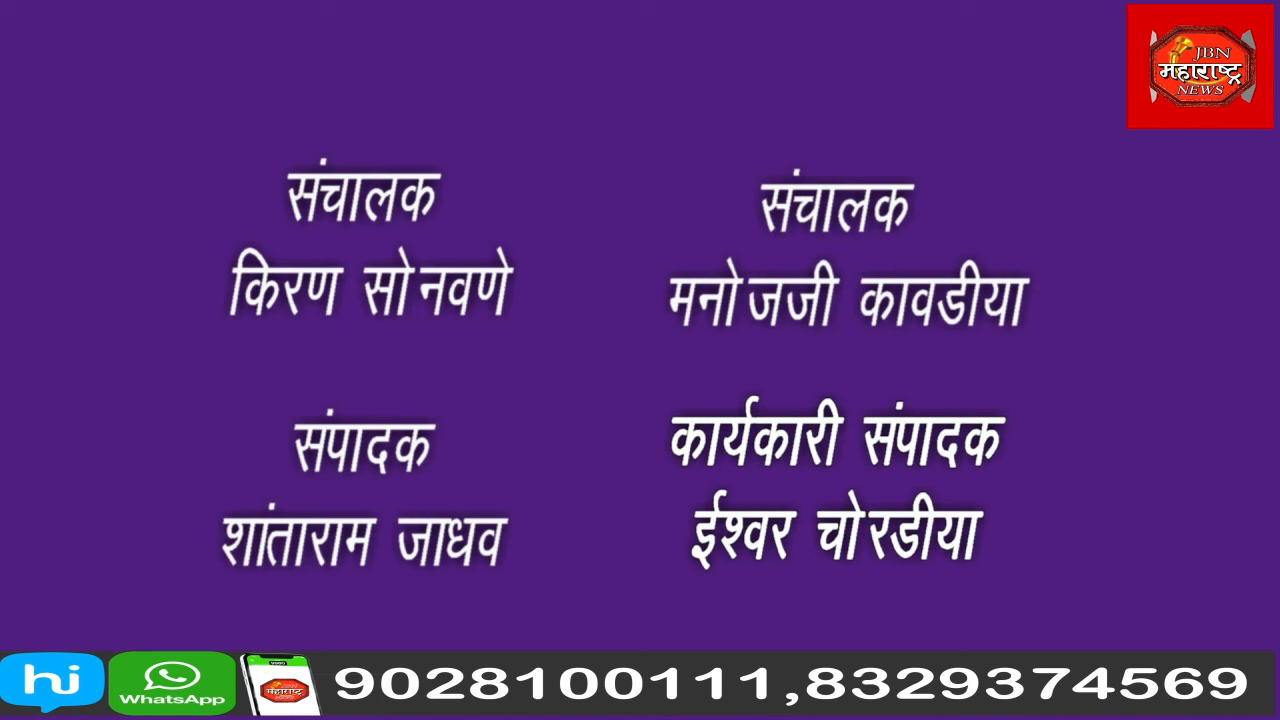 JBN
महाराष्ट्र
NEWS
संचालक
किरण सोनवणे
संचालक
मनोजजी कावडीया
संपादक
शांताराम जाधव
कार्यकारी संपादक
ईश्वर चोरडीया
hi
WhatsApp
महाराष्ट्र
9028100111,8329374569